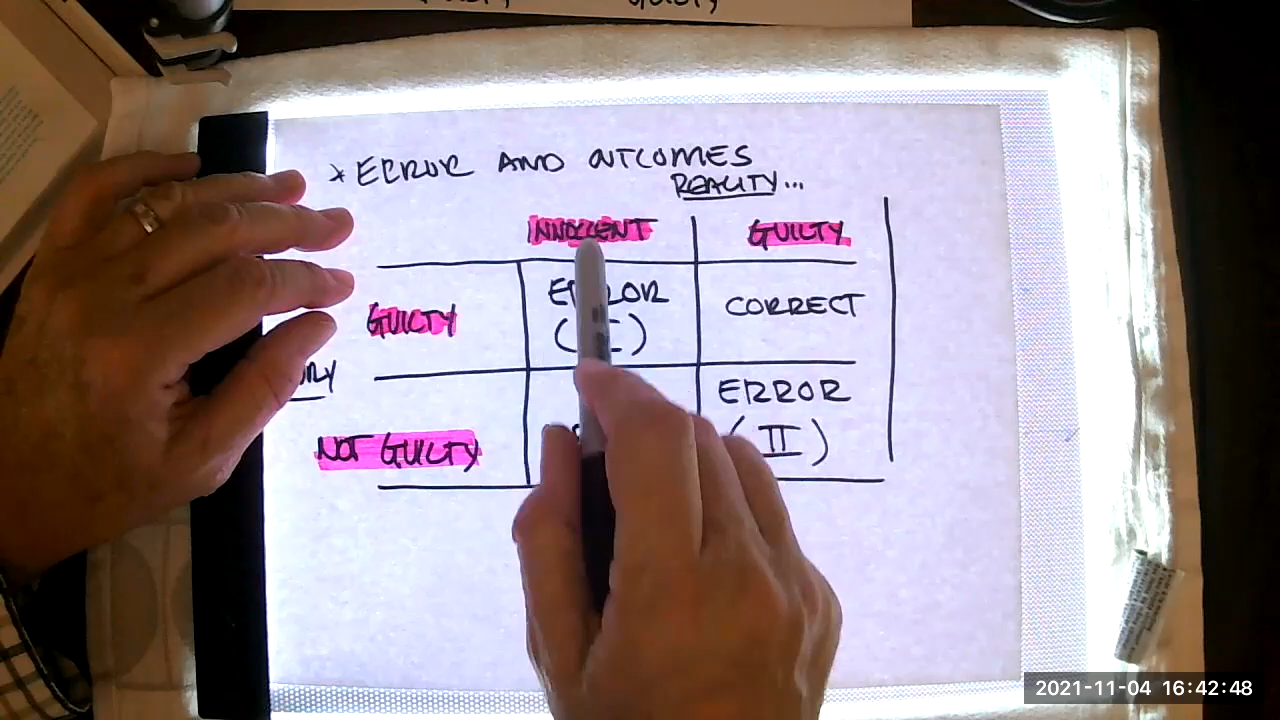 * ERROR AND OUTCOMES
REALITY...
INNOCENT GUILTY
GUILTY ERROR CORRECT
NOT GUILTY ERROR
(II)
2021-11-04 16:42:48